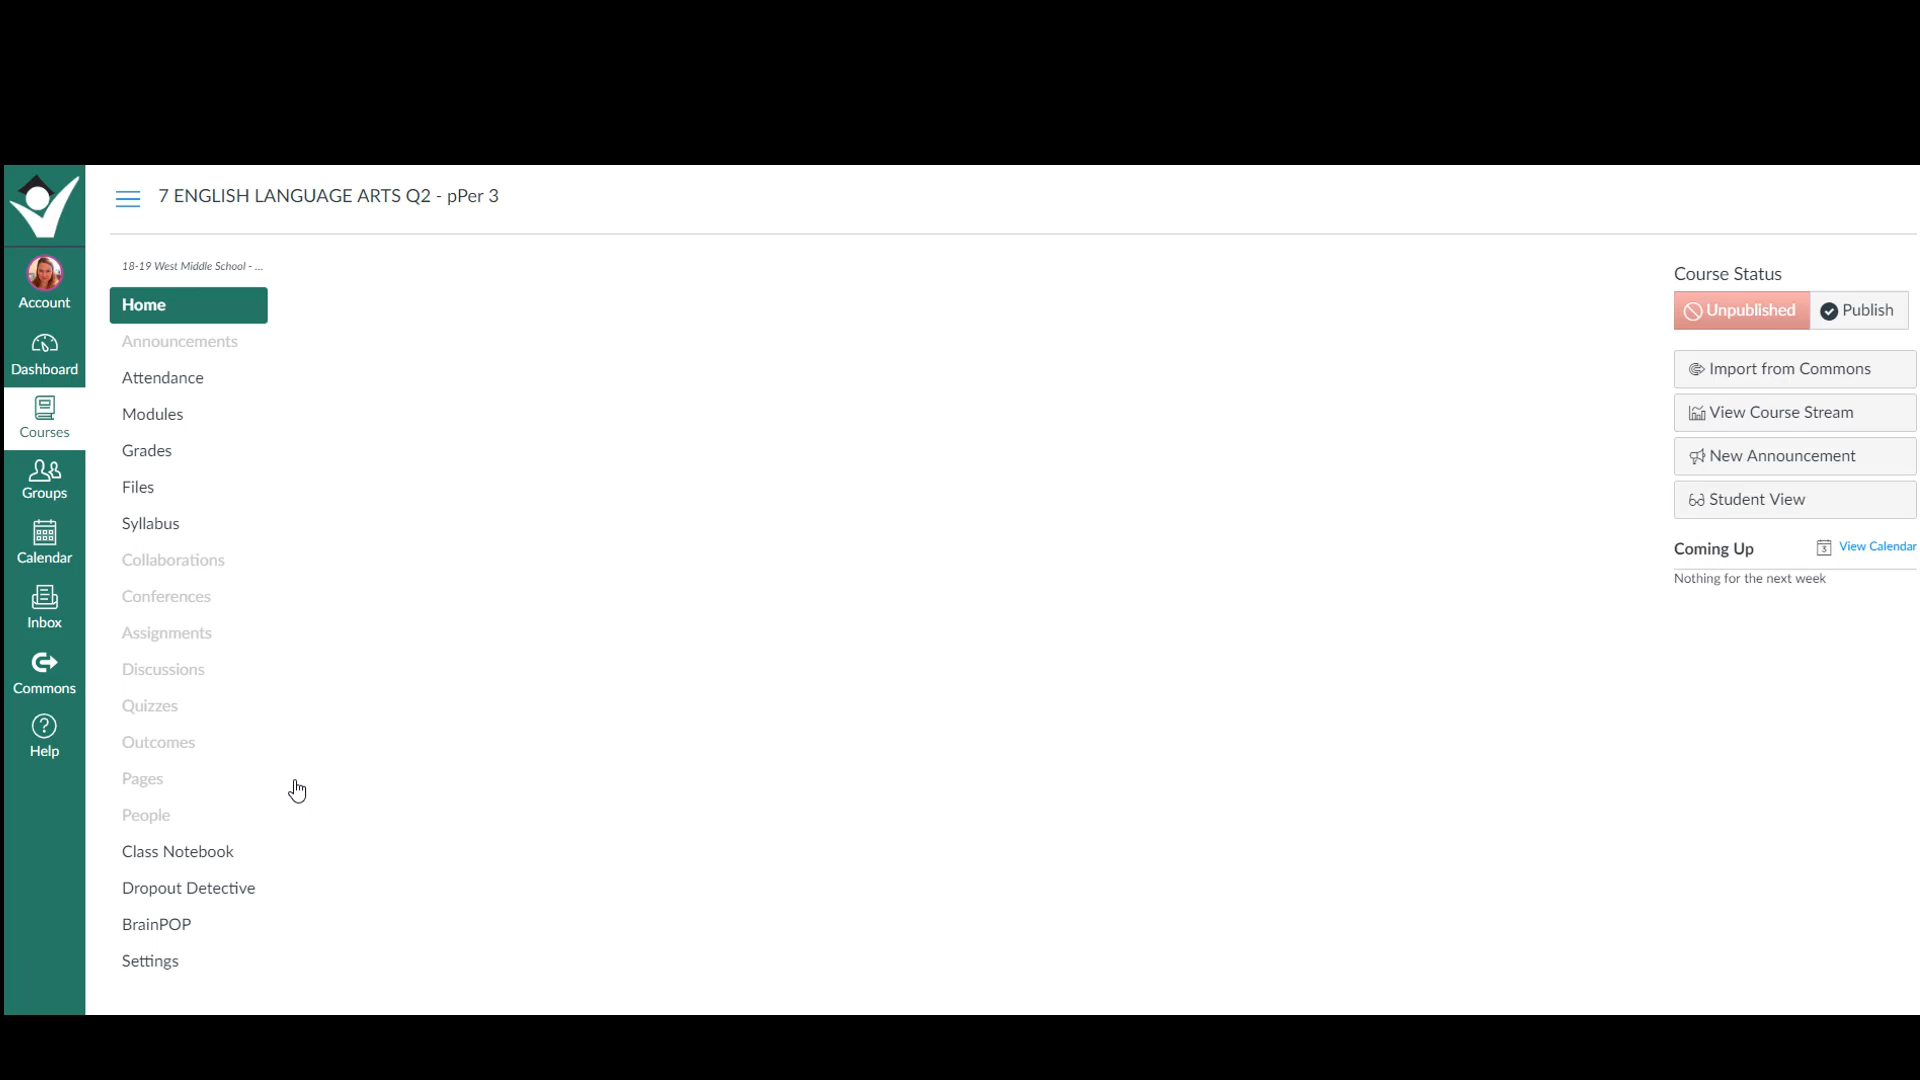 7 ENGLISH LANGUAGE ARTS Q2 - pPer 3
Account
Dashboard
Courses
Groups
Calendar
Inbox
Commons
Help
18-19 West Middle School - ...
Home
Announcements
Attendance
Modules
Grades
Files
Syllabus
Collaborations
Conferences
Assignments
Discussions
Quizzes
Outcomes
Pages
People
Class Notebook
Dropout Detective
BrainPOP
Settings
Course Status
Unpublished Publish
Import from Commons
View Course Stream
New Announcement
Student View
Coming Up 3 View Calendar
Nothing for the next week